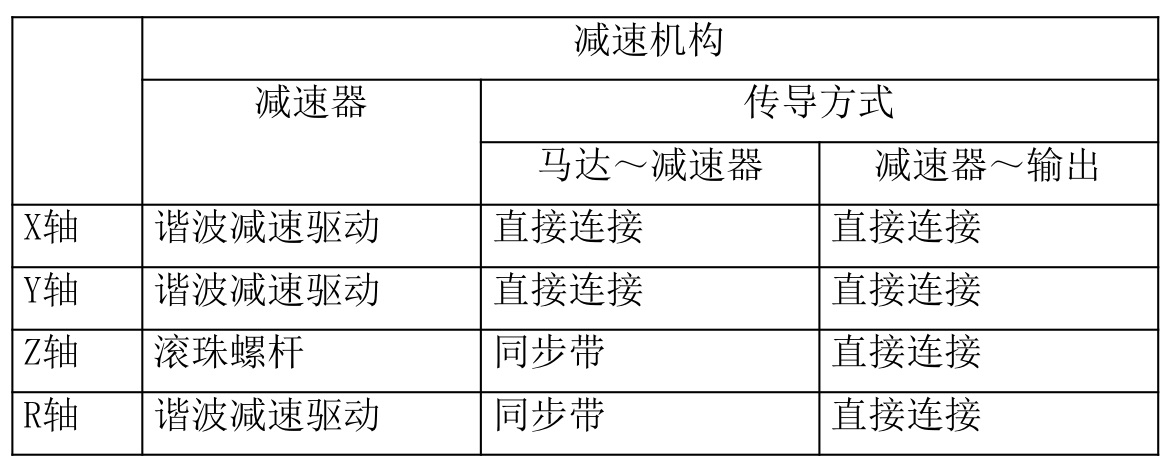 减速机构
减速器 传导方式
马达～减速器 减速器～输出
X轴 谐波减速驱动 直接连接 直接连接
Y轴 谐波减速驱动 直接连接 直接连接
Z轴 滚珠螺杆 同步带 直接连接
R轴 谐波减速驱动 同步带 直接连接